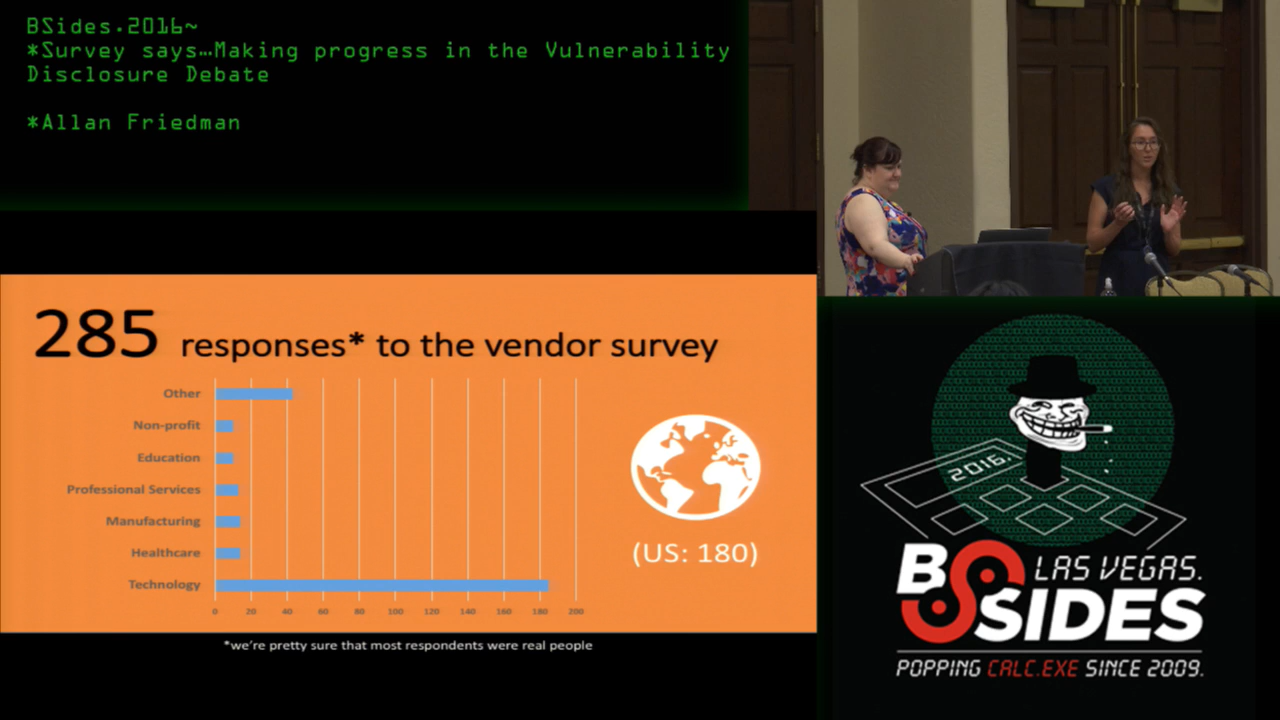 BSides.2016~
*Survey says…Making progress in the Vulnerability
Disclosure Debate
*Allan Friedman
285 responses* to the vendor survey
Other
Non-profit
Education
Professional Services
Manufacturing
Healthcare
Technology
0 20 40 60 80 100 120 140 160 180 200
(US: 180)
*we're pretty sure that most respondents were real people
2016.
BSIDES
LAS VEGAS.
POPPING CALC.EXE SINCE 2009.